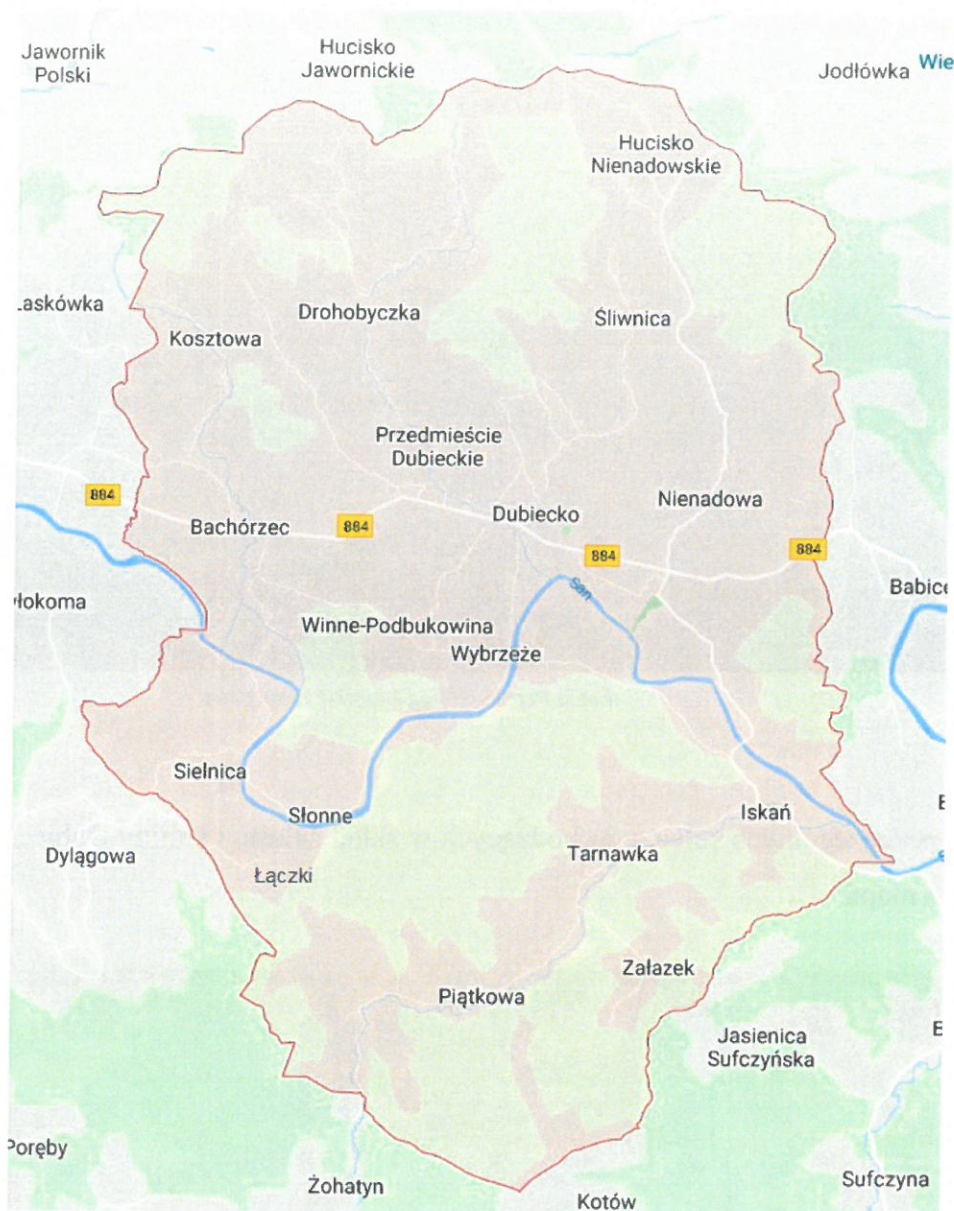 Jawornik
Polski
Hucisko
Jawornickie
Jodłówka
Wie
Hucisko
Nienadowskie
Laskówka
Drohobyczka
Śliwnica
Kosztowa
Przedmieście
Dubieckie
884
Nienadowa
884
Bachórzec
Dubiecko
884
884
San
Babice
Winne-Podbukowina
Wybrzeże
Sielnica
Słonne
Iskań
Dylągowa
Tarnawka
Łączki
Załazek
Piątkowa
Jasienica
Sufczyńska
Poręby
Żohatyn
Sufczyna
Kotów